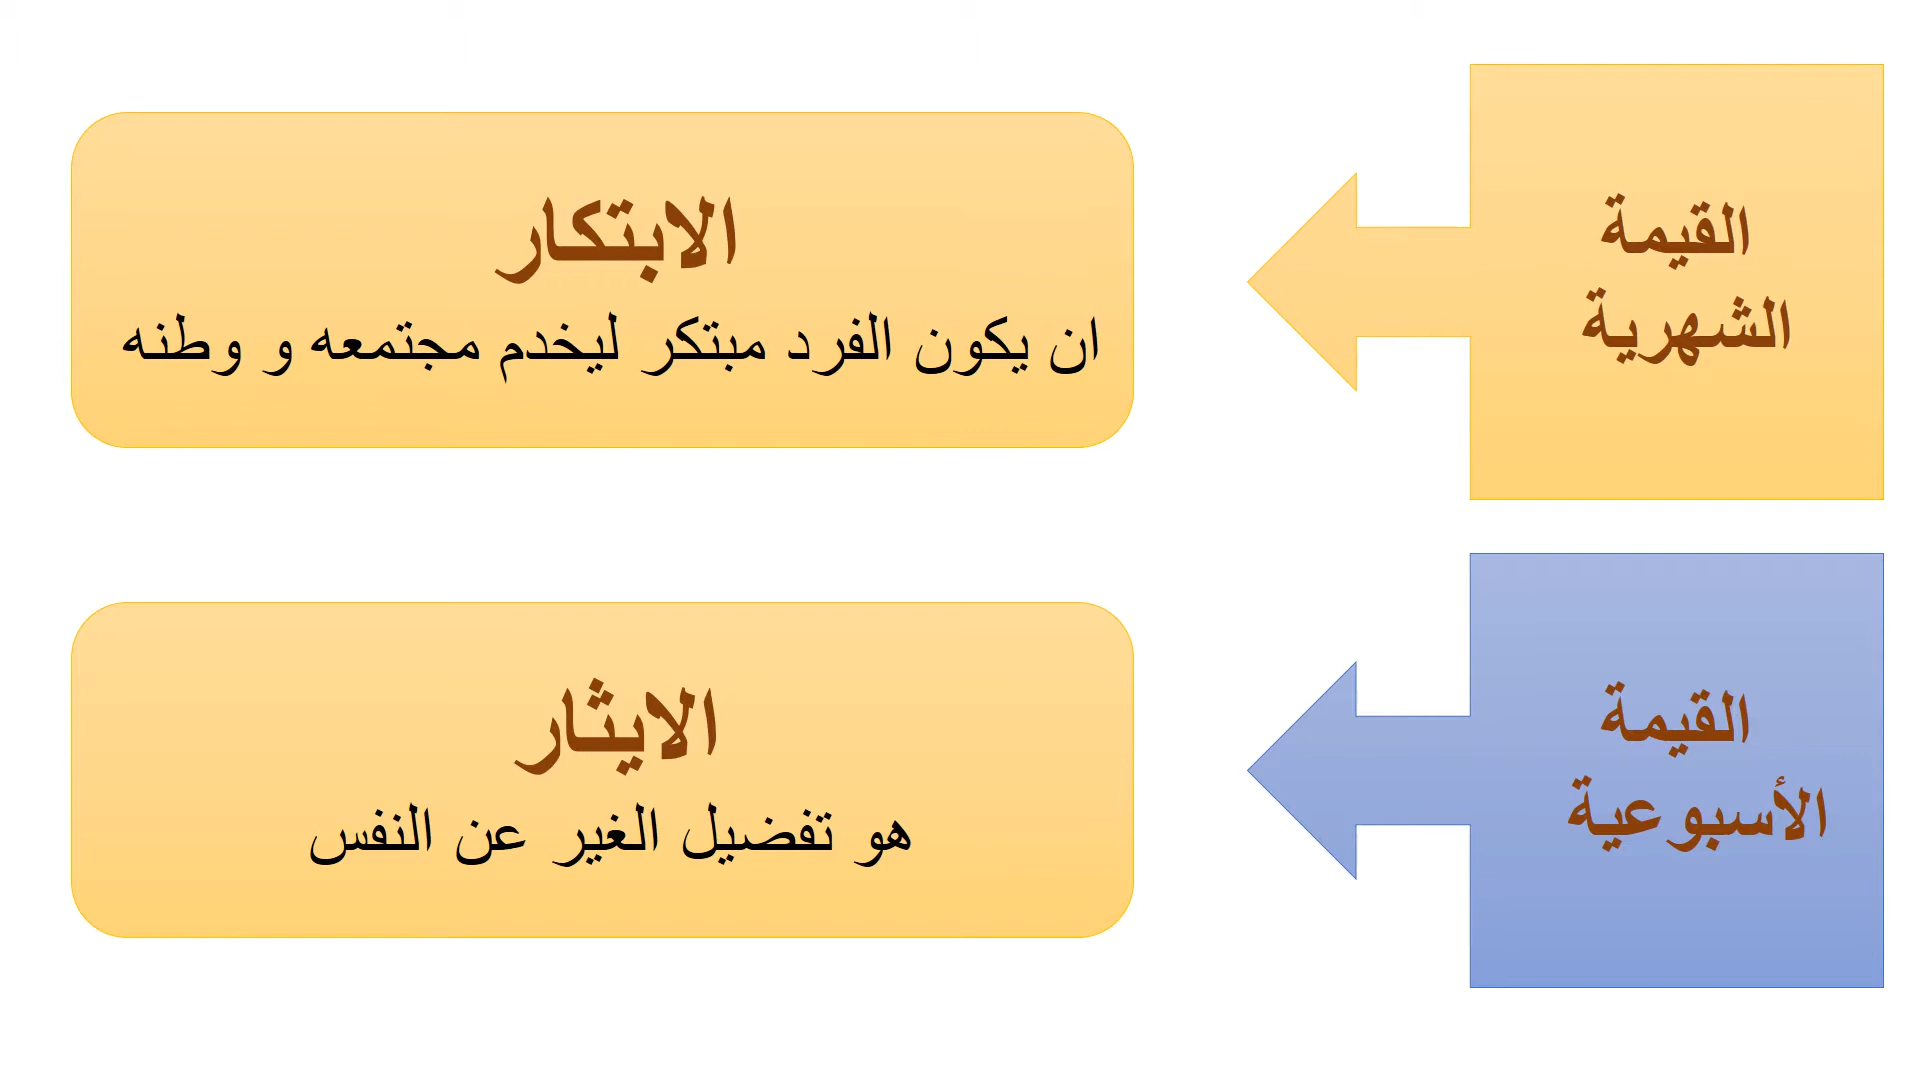 القيمة
الشهرية
الابتكار
ان يكون الفرد مبتكر ليخدم مجتمعه و وطنه
القيمة
الأسبوعية
الايثار
هو تفضيل الغير عن النفس